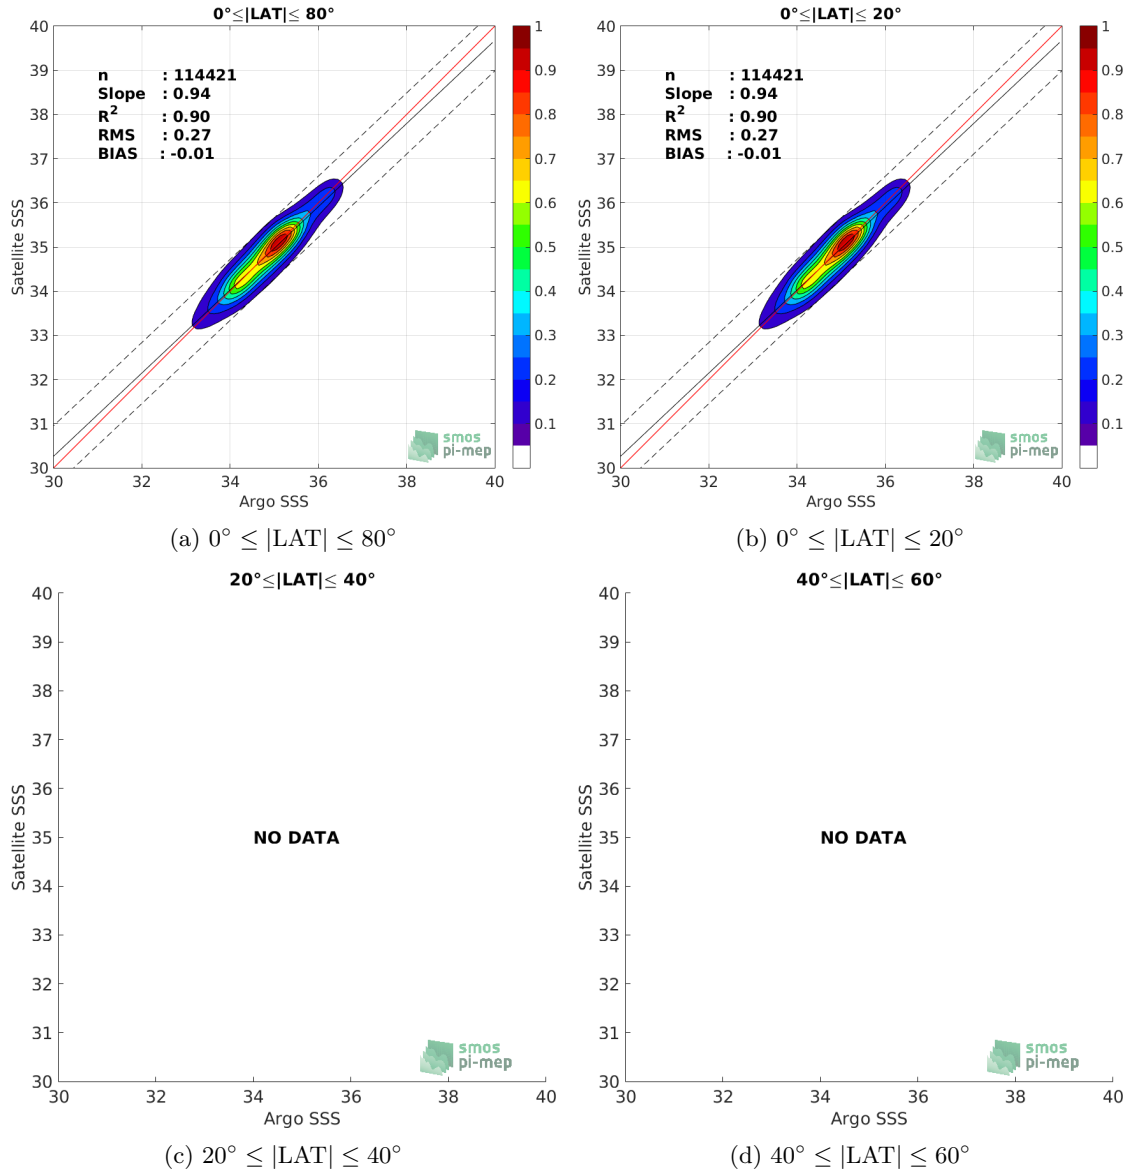 0°≤|LAT|≤ 80°
40
39
38
37
36
35
34
33
32
31
30
Satellite SSS
n : 114421
Slope : 0.94
R² : 0.90
RMS : 0.27
BIAS : -0.01
smos
pi-mep
30 32 34 36 38 40
Argo SSS
1
0.9
0.8
0.7
0.6
0.5
0.4
0.3
0.2
0.1
(a) 0° ≤ |LAT| ≤ 80°
0°≤|LAT|≤ 20°
40
39
38
37
36
35
34
33
32
31
30
Satellite SSS
n : 114421
Slope : 0.94
R² : 0.90
RMS : 0.27
BIAS : -0.01
smos
pi-mep
30 32 34 36 38 40
Argo SSS
1
0.9
0.8
0.7
0.6
0.5
0.4
0.3
0.2
0.1
(b) 0° ≤ |LAT| ≤ 20°
20°≤|LAT|≤ 40°
40
39
38
37
36
35
34
33
32
31
30
Satellite SSS
NO DATA
smos
pi-mep
30 32 34 36 38 40
Argo SSS
(c) 20° ≤ |LAT| ≤ 40°
40°≤|LAT|≤ 60°
40
39
38
37
36
35
34
33
32
31
30
Satellite SSS
NO DATA
smos
pi-mep
30 32 34 36 38 40
Argo SSS
(d) 40° ≤ |LAT| ≤ 60°